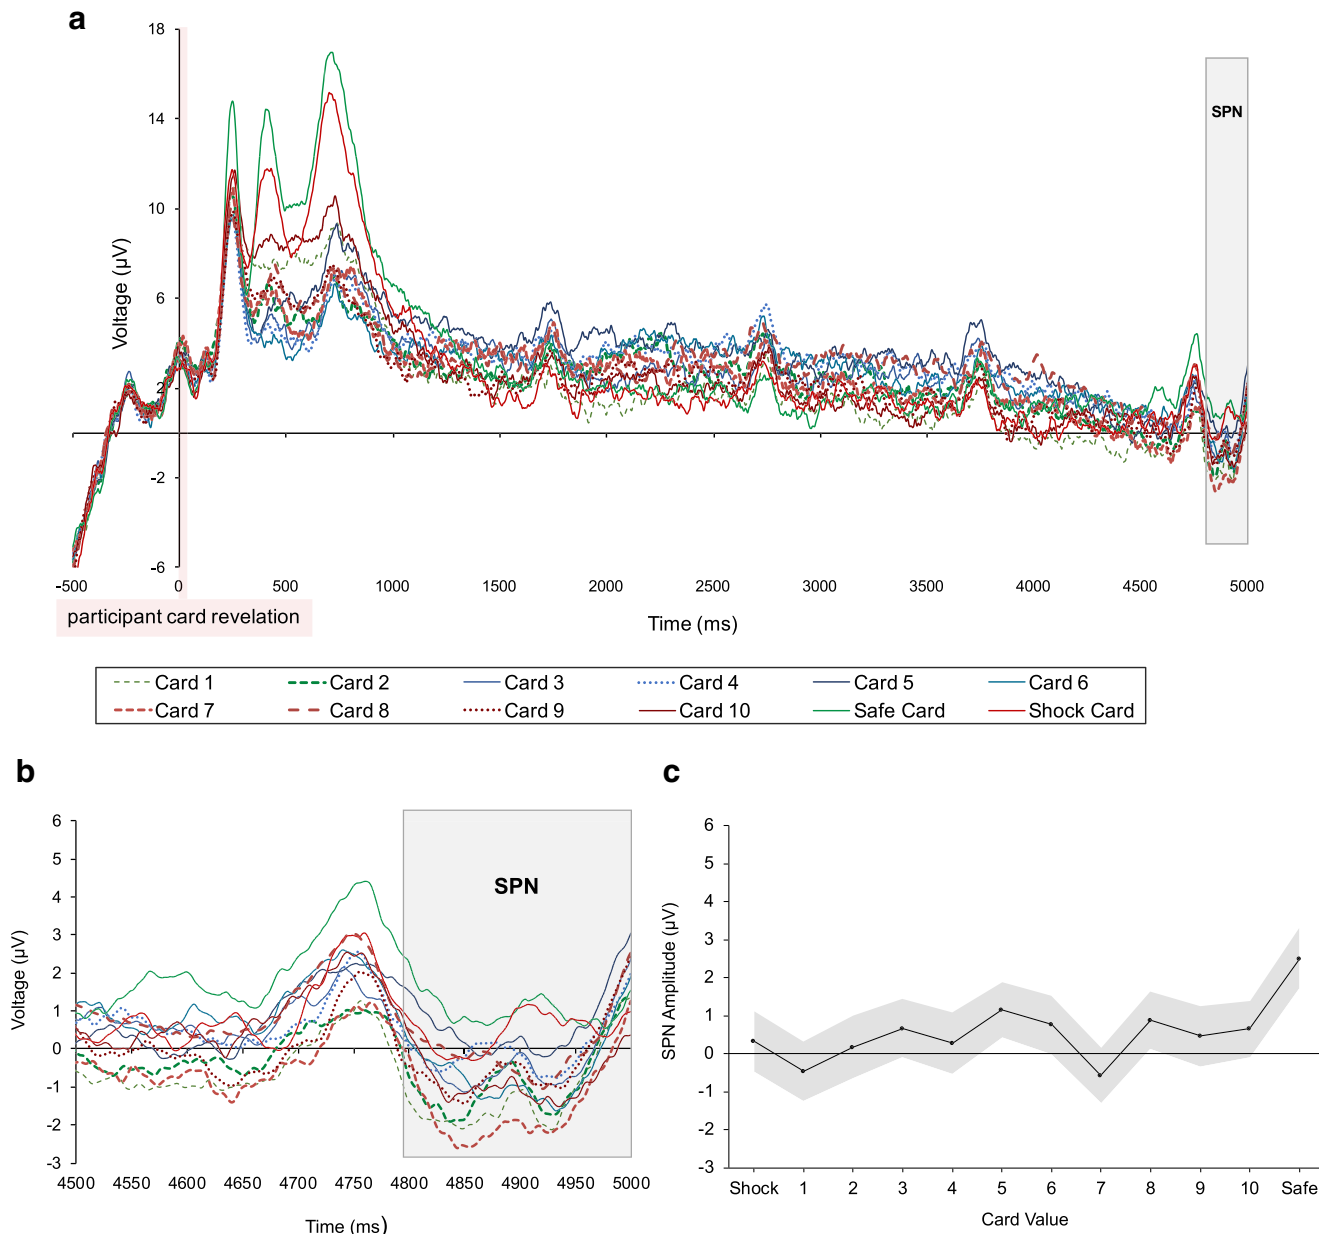 a
18
14
10
6
2
-2
-6
Voltage (µV)
SPN
-500 0 500 1000 1500 2000 2500 3000 3500 4000 4500 5000
participant card revelation
Time (ms)
Card 1 Card 2 Card 3 Card 4 Card 5 Card 6
Card 7 Card 8 Card 9 Card 10 Safe Card Shock Card
b
6
5
4
3
2
1
0
-1
-2
-3
Voltage (µV)
SPN
4500 4550 4600 4650 4700 4750 4800 4850 4900 4950 5000
Time (ms)
c
6
5
4
3
2
1
0
-1
-2
-3
SPN Amplitude (µV)
Shock 1 2 3 4 5 6 7 8 9 10 Safe
Card Value